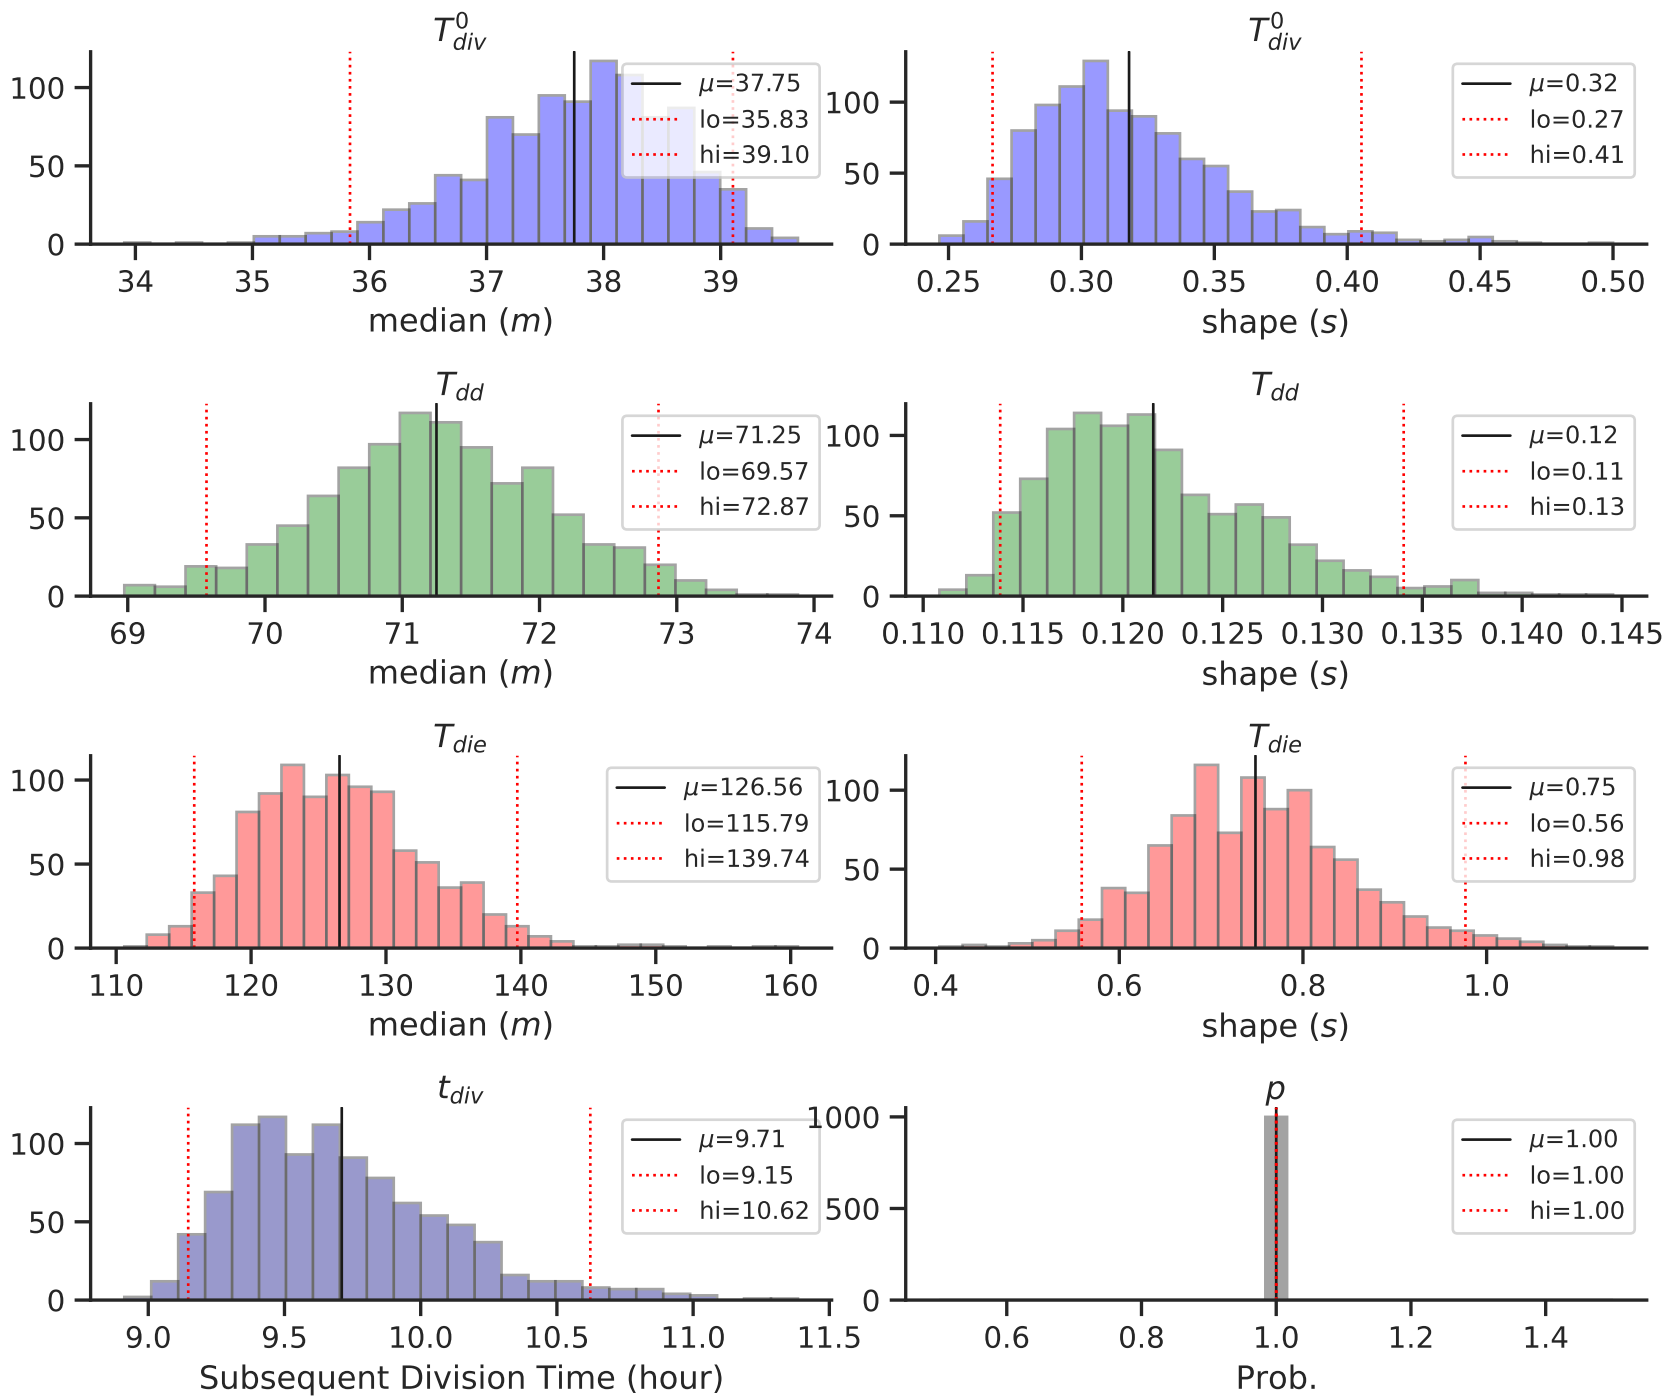 T⁰div
100
50
0
μ=37.75
lo=35.83
hi=39.10
34 35 36 37 38 39
median (m)
T⁰div
100
50
0
μ=0.32
lo=0.27
hi=0.41
0.25 0.30 0.35 0.40 0.45 0.50
shape (s)
Tdd
100
50
0
μ=71.25
lo=69.57
hi=72.87
69 70 71 72 73 74
median (m)
Tdd
100
50
0
μ=0.12
lo=0.11
hi=0.13
0.110 0.115 0.120 0.125 0.130 0.135 0.140 0.145
shape (s)
Tdie
100
50
0
μ=126.56
lo=115.79
hi=139.74
110 120 130 140 150 160
median (m)
Tdie
100
50
0
μ=0.75
lo=0.56
hi=0.98
0.4 0.6 0.8 1.0
shape (s)
tdiv
100
50
0
μ=9.71
lo=9.15
hi=10.62
9.0 9.5 10.0 10.5 11.0 11.5
Subsequent Division Time (hour)
p
1000
500
0
μ=1.00
lo=1.00
hi=1.00
0.6 0.8 1.0 1.2 1.4
Prob.